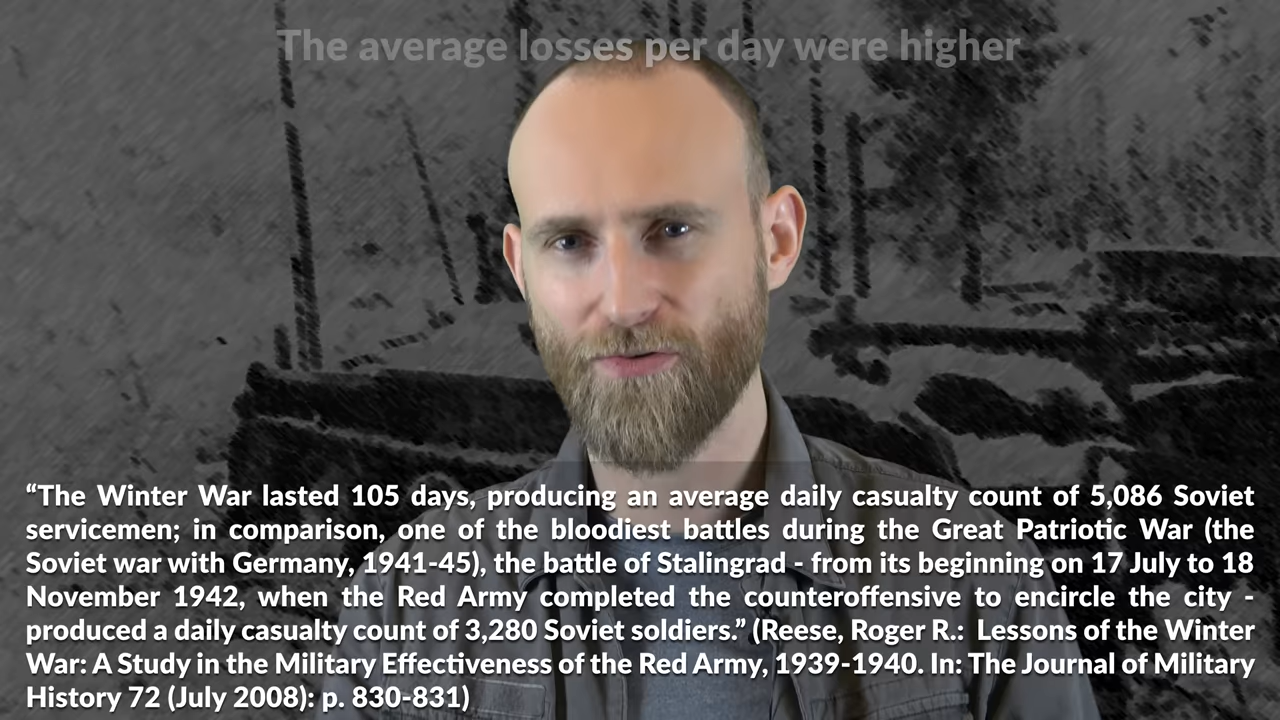 The average losses per day were higher
“The Winter War lasted 105 days, producing an average daily casualty count of 5,086 Soviet
servicemen; in comparison, one of the bloodiest battles during the Great Patriotic War (the
Soviet war with Germany, 1941-45), the battle of Stalingrad - from its beginning on 17 July to 18
November 1942, when the Red Army completed the counteroffensive to encircle the city -
produced a daily casualty count of 3,280 Soviet soldiers.” (Reese, Roger R.: Lessons of the Winter
War: A Study in the Military Effectiveness of the Red Army, 1939-1940. In: The Journal of Military
History 72 (July 2008): p. 830-831)